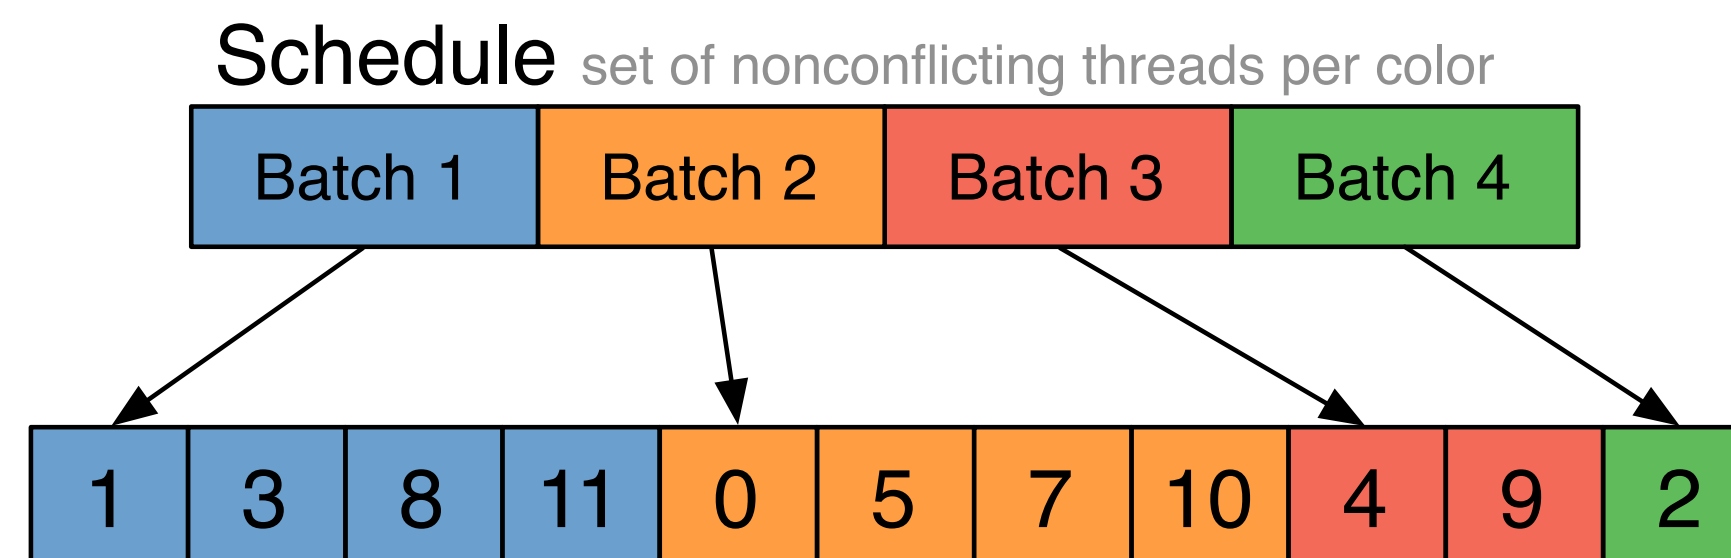 Schedule set of nonconflicting threads per color
Batch 1 Batch 2 Batch 3 Batch 4
1 3 8 11 0 5 7 10 4 9 2